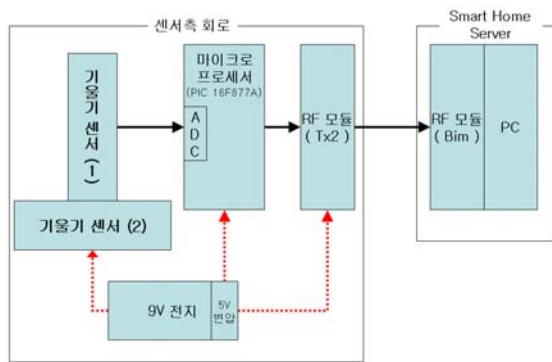 센서측 회로
Smart Home
Server
기울기 센서 (1)
기울기 센서 (2)
마이크로
프로세서
(PIC 16F877A)
ADC
RF 모듈
( Tx2 )
RF 모듈
( Bim )
PC
9V 전지
5V
변압